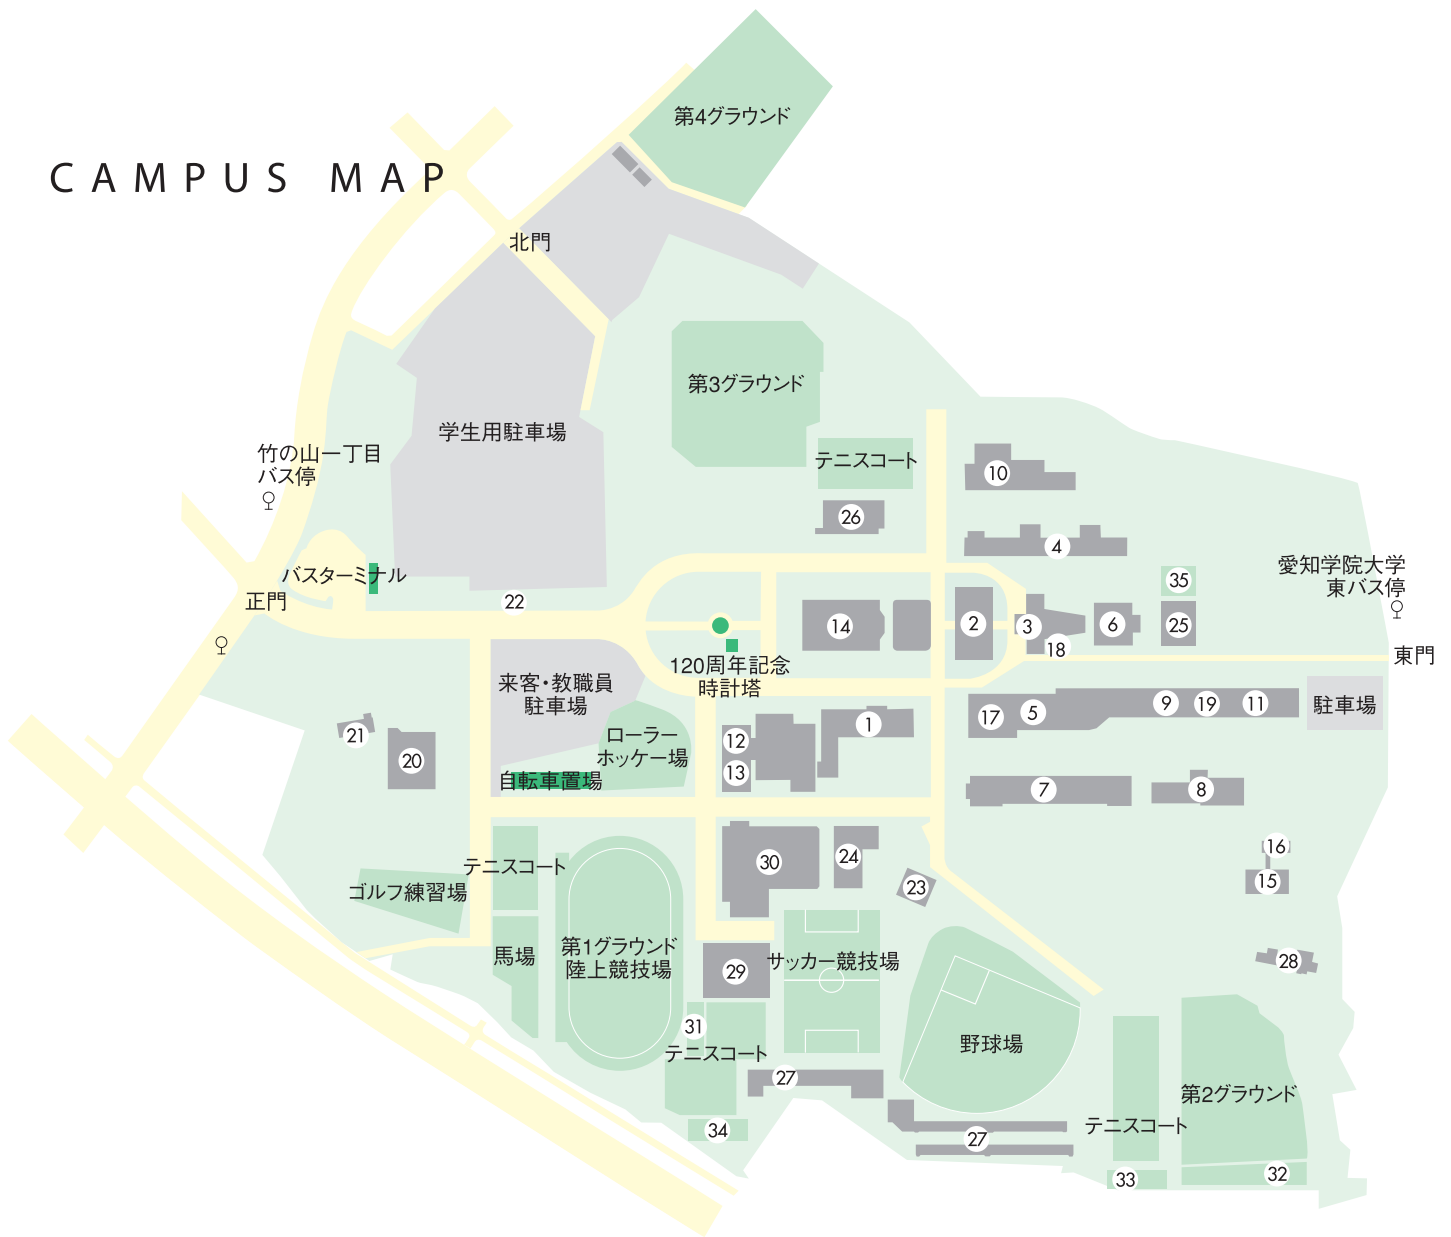 第4グラウンド
CAMPUS MAP
北門
第3グラウンド
学生用駐車場
竹の山一丁目
バス停
テニスコート
10
26
4
愛知学院大学
東バス停
バスターミナル
35
正門
22
14
2
3
6
25
18
東門
120周年記念
時計塔
来客・教職員
駐車場
17
5
9
19
11
駐車場
1
21
ローラー
ホッケー場
12
20
13
自転車置場
7
8
16
24
30
テニスコート
15
23
ゴルフ練習場
馬場
第1グラウンド
陸上競技場
29
サッカー競技場
28
31
野球場
テニスコート
27
第2グラウンド
テニスコート
34
27
33
32